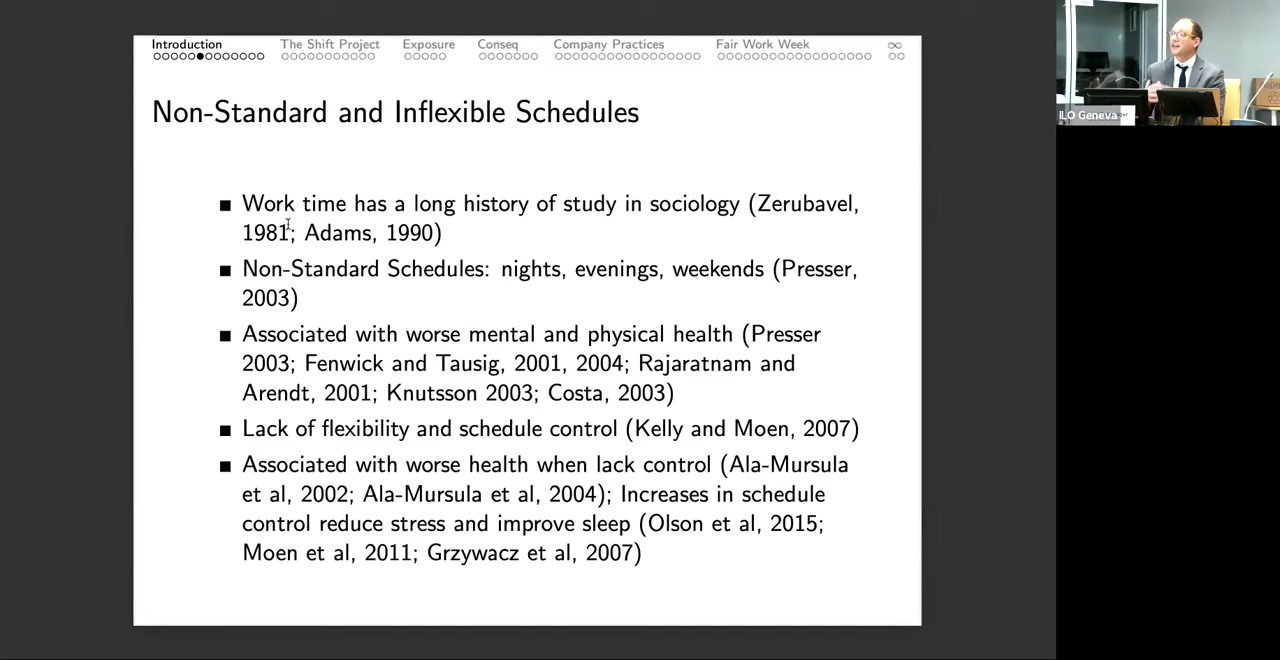 Introduction The Shift Project Exposure Conseq Company Practices Fair Work Week ∞
Non-Standard and Inflexible Schedules
■ Work time has a long history of study in sociology (Zerubavel,
1981; Adams, 1990)
■ Non-Standard Schedules: nights, evenings, weekends (Presser,
2003)
■ Associated with worse mental and physical health (Presser
2003; Fenwick and Tausig, 2001, 2004; Rajaratnam and
Arendt, 2001; Knutsson 2003; Costa, 2003)
■ Lack of flexibility and schedule control (Kelly and Moen, 2007)
■ Associated with worse health when lack control (Ala-Mursula
et al, 2002; Ala-Mursula et al, 2004); Increases in schedule
control reduce stress and improve sleep (Olson et al, 2015;
Moen et al, 2011; Grzywacz et al, 2007)
ILO Geneva